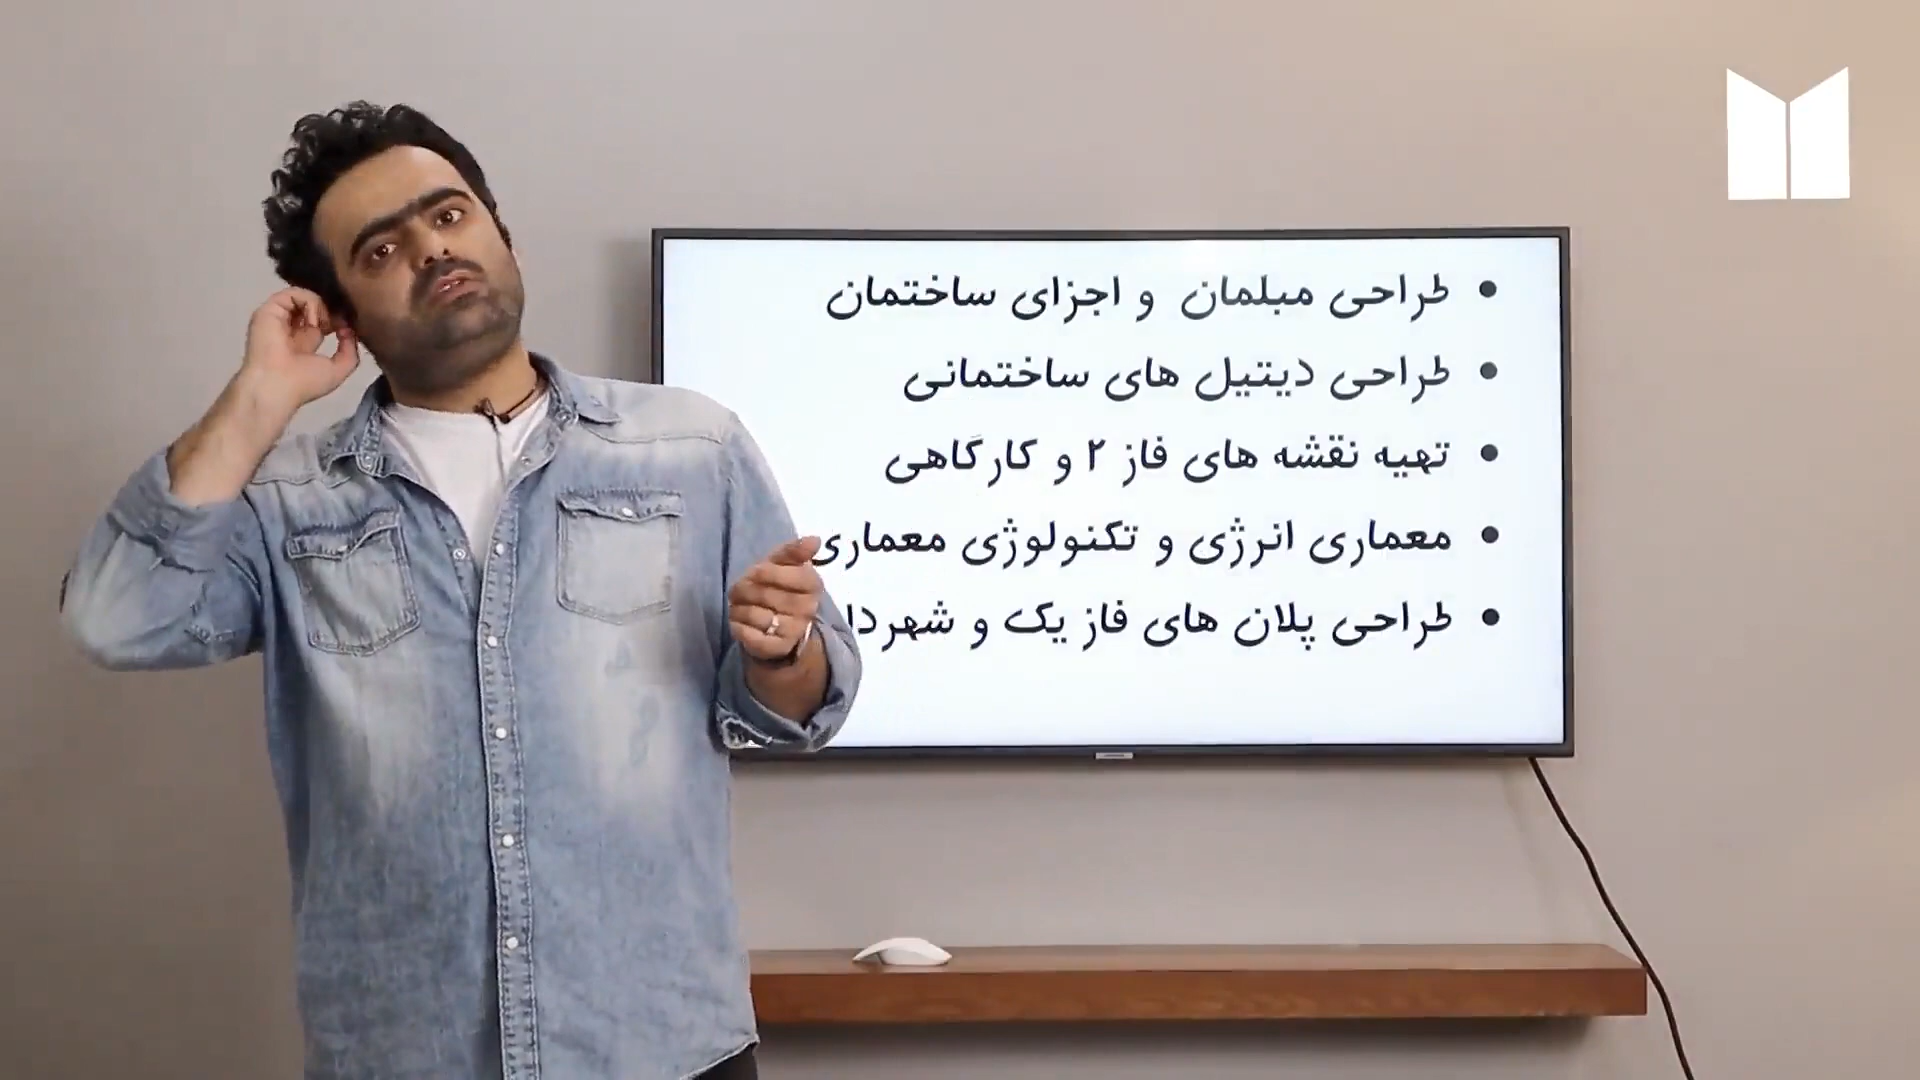 • طراحی مبلمان و اجزای ساختمان
• طراحی دیتیل های ساختمانی
• تهیه نقشه های فاز ۲ و کارگاهی
• معماری انرژی و تکنولوژی معماری
• طراحی پلان های فاز یک و